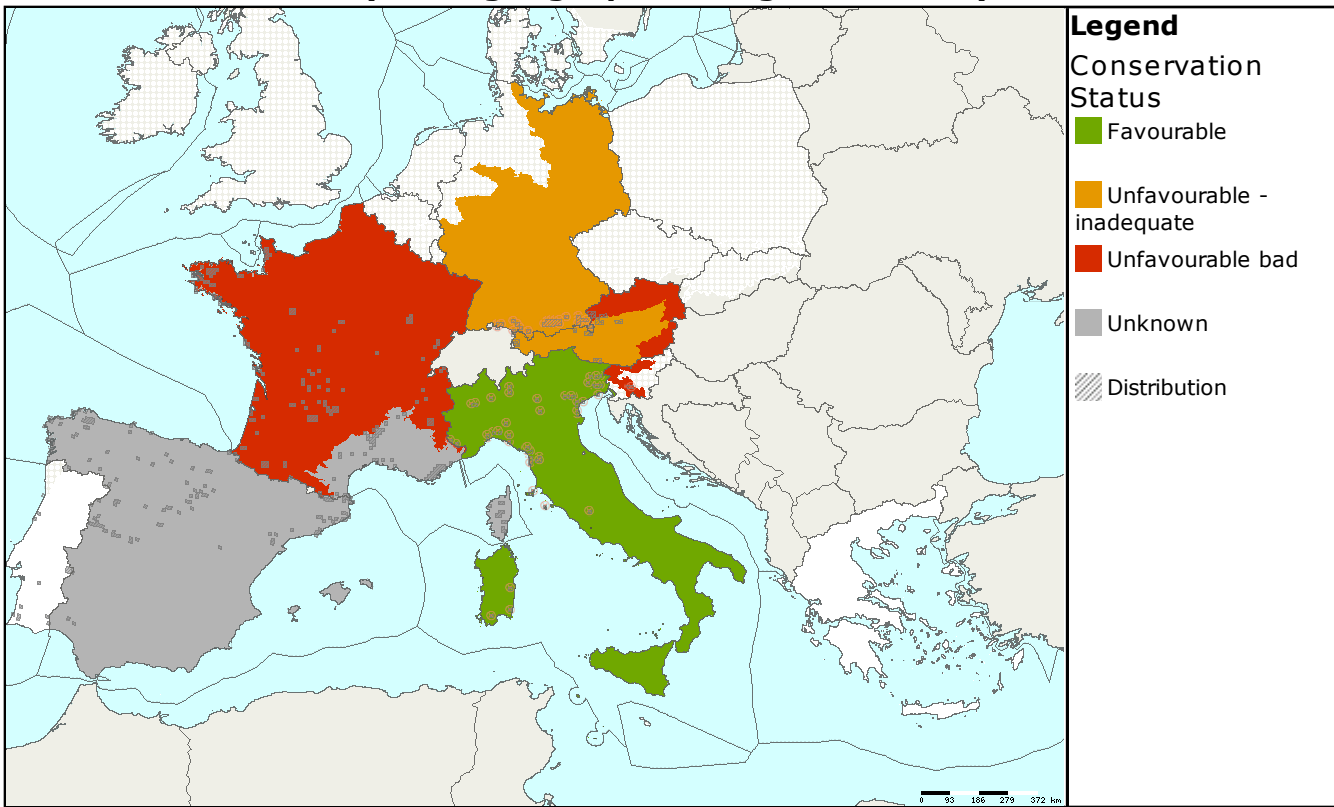 Legend
Conservation
Status
Favourable
Unfavourable -
inadequate
Unfavourable bad
Unknown
Distribution
0 93 186 279 372 km